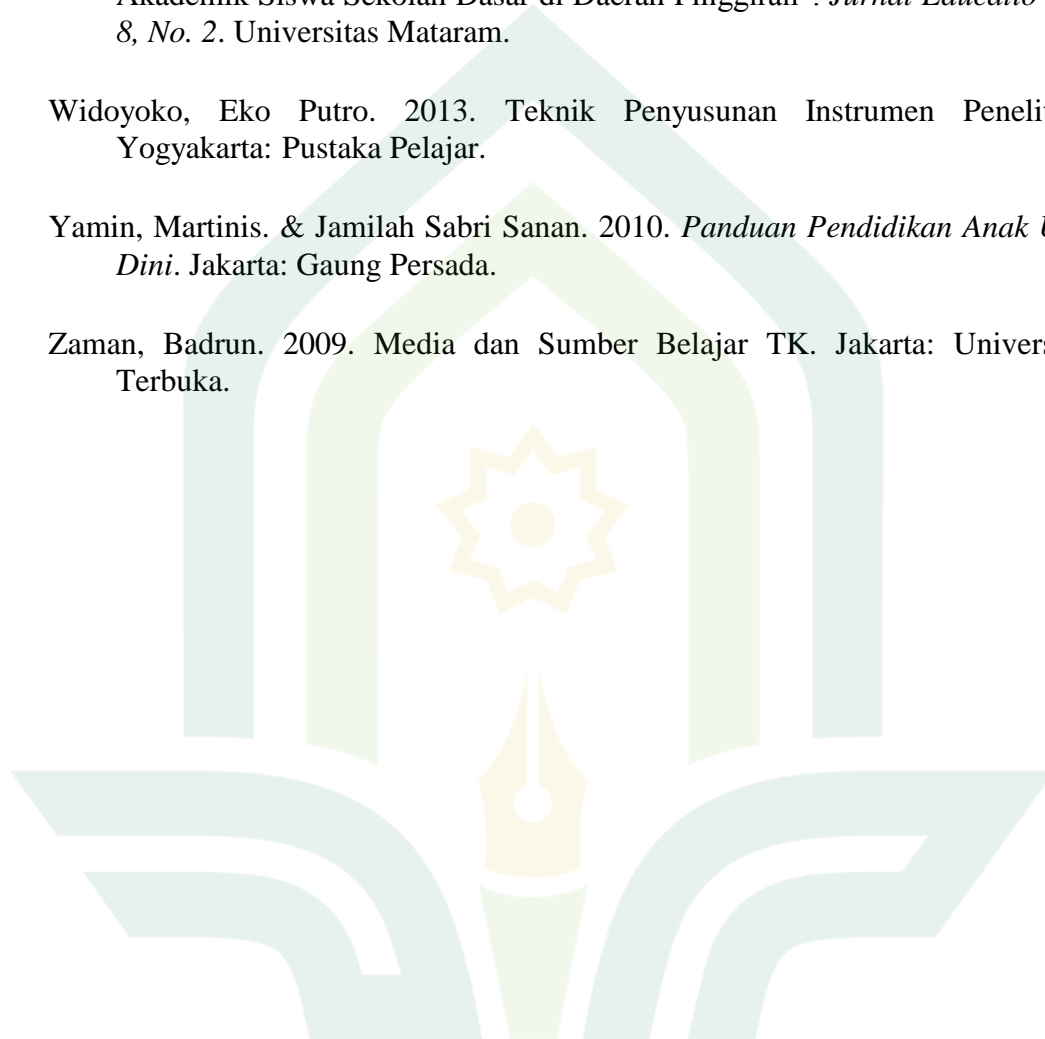 Akademik Siswa Sekolah Dasar di Daerah Pinggiran". Jurnal Educatio
8, No. 2. Universitas Mataram.
Widoyoko, Eko Putro. 2013. Teknik Penyusunan Instrumen
Yogyakarta: Pustaka Pelajar.
Yamin, Martinis. & Jamilah Sabri Sanan. 2010. Panduan Pendidikan Anak
Dini. Jakarta: Gaung Persada.
Zaman, Badrun. 2009. Media dan Sumber Belajar TK. Jakarta:
Terbuka.